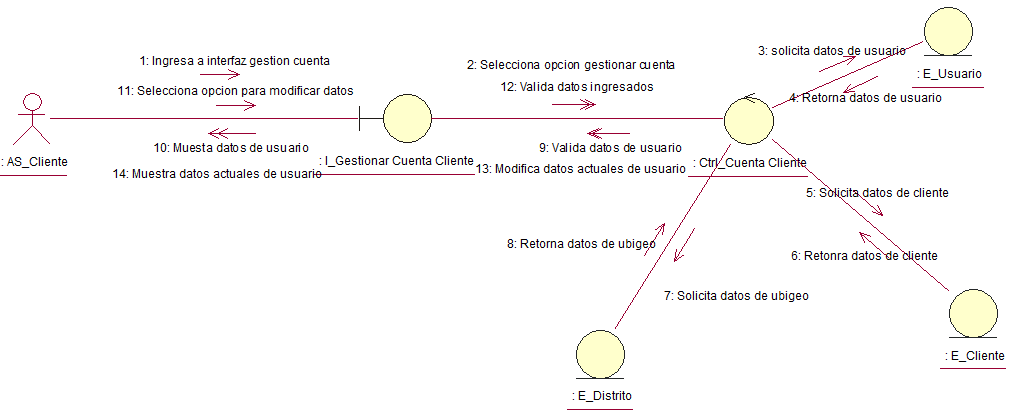 1: Ingresa a interfaz gestion cuenta
11: Selecciona opcion para modificar datos
: AS_Cliente
10: Muesta datos de usuario
14: Muestra datos actuales de usuario
: I_Gestionar Cuenta Cliente
2: Selecciona opcion gestionar cuenta
12: Valida datos ingresados
9: Valida datos de usuario
13: Modifica datos actuales de usuario
: Ctrl_Cuenta Cliente
3: solicita datos de usuario
: E_Usuario
4: Retorna datos de usuario
5: Solicita datos de cliente
6: Retonra datos de cliente
: E_Cliente
8: Retorna datos de ubigeo
7: Solicita datos de ubigeo
: E_Distrito